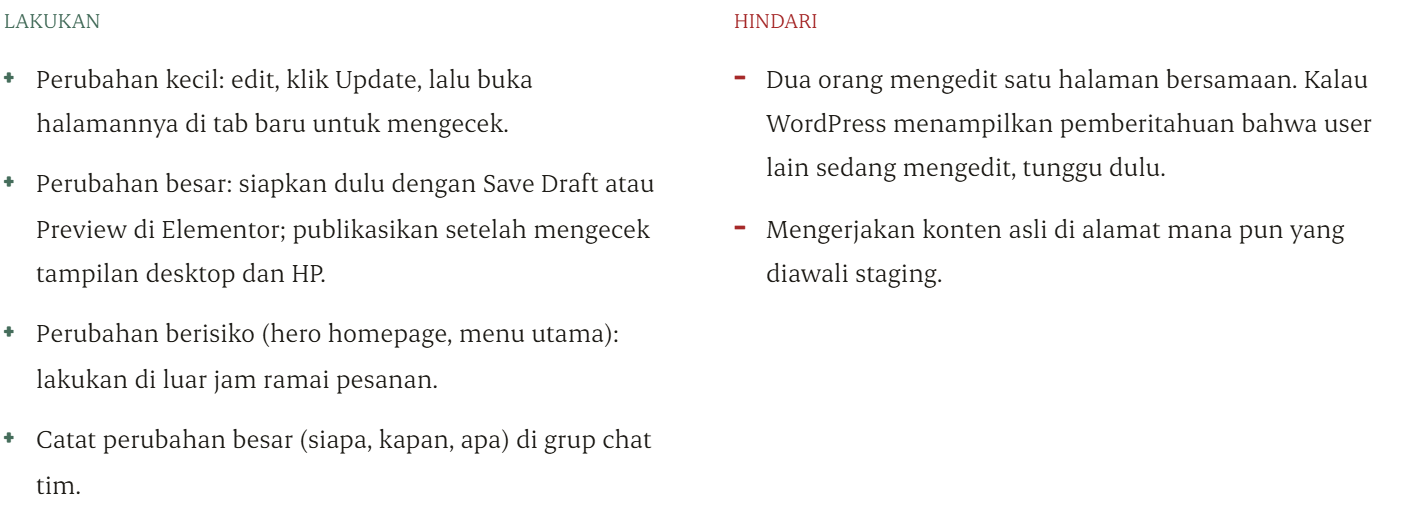 LAKUKAN
+ Perubahan kecil: edit, klik Update, lalu buka
halamannya di tab baru untuk mengecek.
+ Perubahan besar: siapkan dulu dengan Save Draft atau
Preview di Elementor; publikasikan setelah mengecek
tampilan desktop dan HP.
+ Perubahan berisiko (hero homepage, menu utama):
lakukan di luar jam ramai pesanan.
+ Catat perubahan besar (siapa, kapan, apa) di grup chat
tim.
HINDARI
– Dua orang mengedit satu halaman bersamaan. Kalau
WordPress menampilkan pemberitahuan bahwa user
lain sedang mengedit, tunggu dulu.
– Mengerjakan konten asli di alamat mana pun yang
diawali staging.